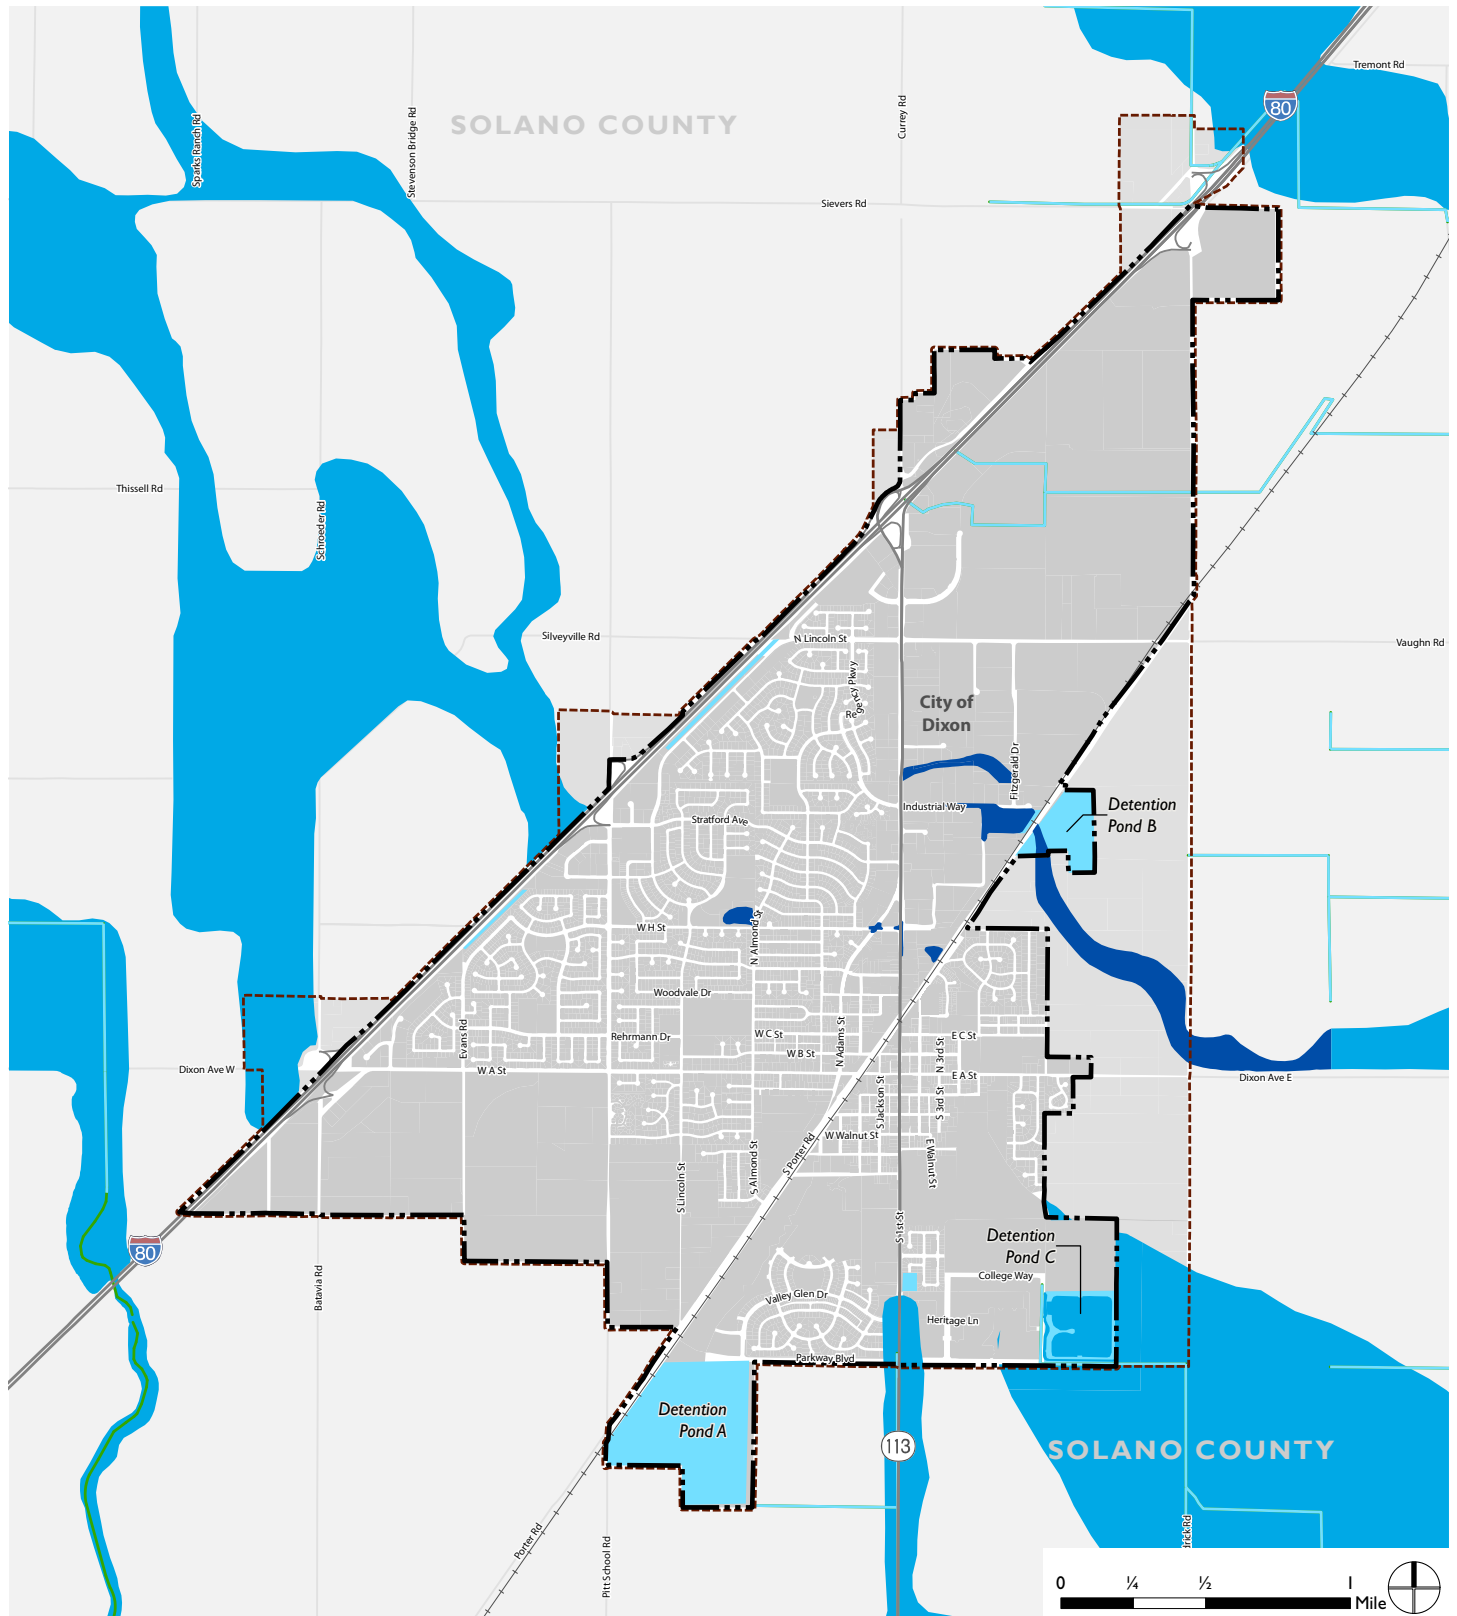 Tremont Rd
80
SOLANO COUNTY
Currey Rd
Sparks Ranch Rd
Stevenson Bridge Rd
Sievers Rd
Thissell Rd
Schroeder Rd
Silveyville Rd
N Lincoln St
Vaughn Rd
Regency Pkwy
City of
Dixon
Fitzgerald Dr
Industrial Way
Detention
Pond B
Stratford Ave
W H St
N Almond St
Woodvale Dr
Evans Rd
Rehrmann Dr
W C St
N Adams St
E C St
N 3rd St
W B St
Dixon Ave W
W A St
E A St
Dixon Ave E
S Jackson St
S 3rd St
W Walnut St
S Porter Rd
E Walnut St
S Almond St
S Lincoln St
S 1st St
80
Detention
Pond C
College Way
Batavia Rd
Valley Glen Dr
Heritage Ln
Parkway Blvd
Detention
Pond A
113
SOLANO COUNTY
Porter Rd
Pitt School Rd
drick Rd
0 ¼ ½ 1
Mile